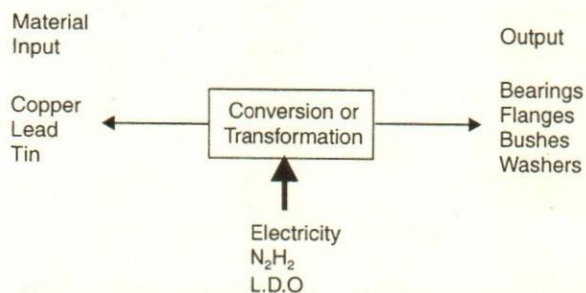 Material
Input
Output
Copper
Lead
Tin
Conversion or
Transformation
Bearings
Flanges
Bushes
Washers
Electricity
N₂H₂
L.D.O